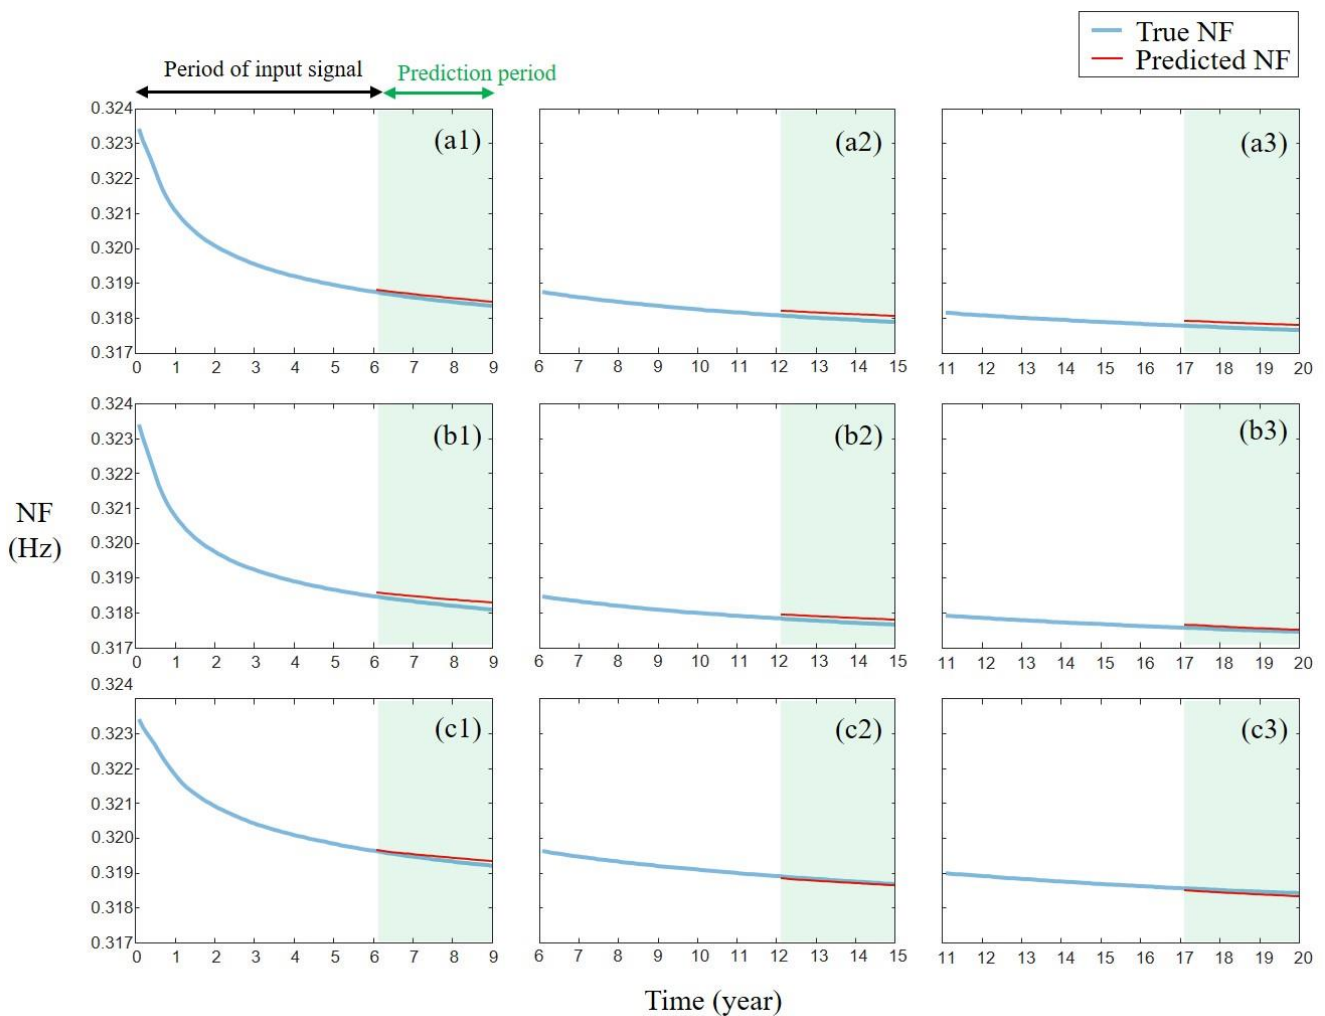 True NF
Predicted NF
Period of input signal
Prediction period
0.324
0.323
0.322
0.321
0.320
0.319
0.318
0.317
(a1)
(a2)
(a3)
0 1 2 3 4 5 6 7 8 9
6 7 8 9 10 11 12 13 14 15
11 12 13 14 15 16 17 18 19 20
0.324
0.323
0.322
0.321
0.320
0.319
0.318
0.317
(b1)
(b2)
(b3)
NF
(Hz)
0 1 2 3 4 5 6 7 8 9
6 7 8 9 10 11 12 13 14 15
11 12 13 14 15 16 17 18 19 20
0.324
0.323
0.322
0.321
0.320
0.319
0.318
0.317
(c1)
(c2)
(c3)
0 1 2 3 4 5 6 7 8 9
6 7 8 9 10 11 12 13 14 15
11 12 13 14 15 16 17 18 19 20
Time (year)